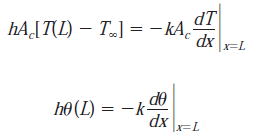 hA_c[T(L) − T_∞] = −kA_c dT/dx |_{x=L}
hθ(L) = −k dθ/dx |_{x=L}